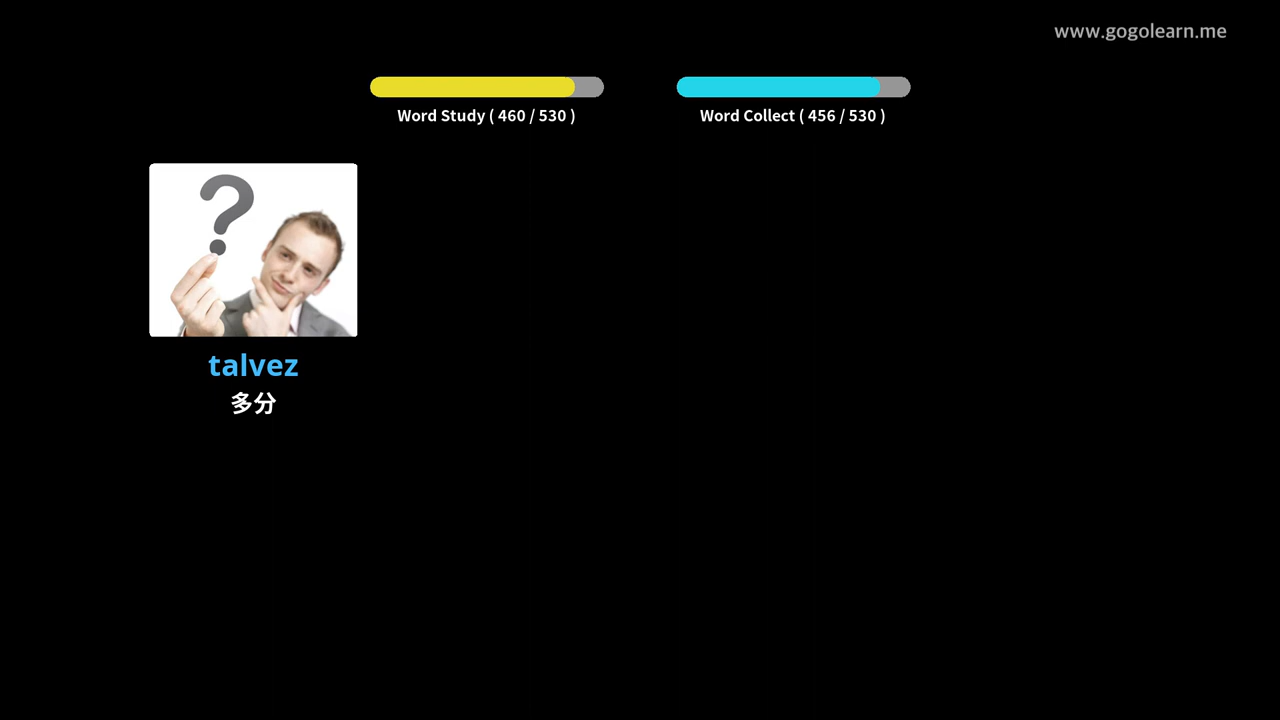 www.gogolearn.me
Word Study ( 460 / 530 )
Word Collect ( 456 / 530 )
?
talvez
多分